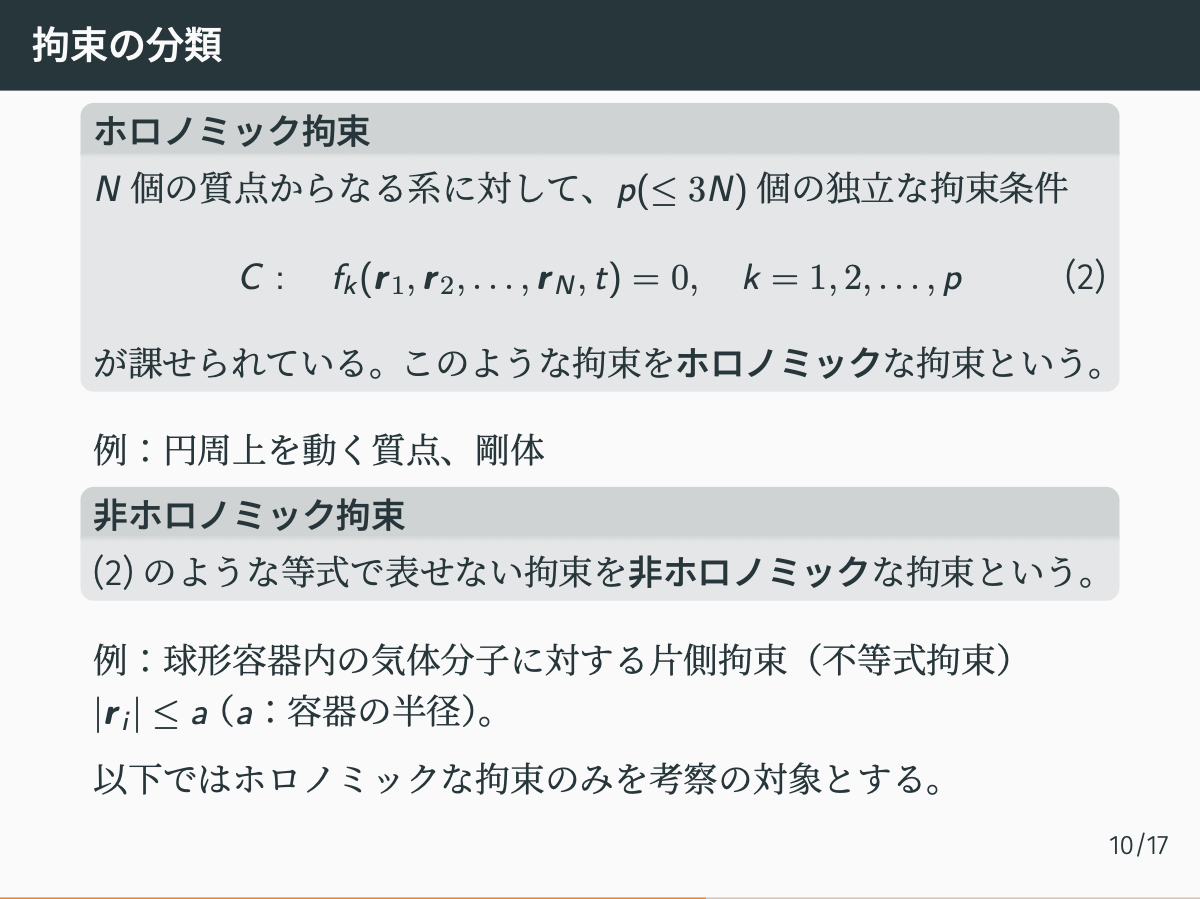 拘束の分類
ホロノミック拘束
N 個の質点からなる系に対して、p(≤ 3N) 個の独立な拘束条件
C : f_k(r_1, r_2, . . . , r_N, t) = 0, k = 1, 2, . . . , p (2)
が課せられている。このような拘束をホロノミックな拘束という。
例：円周上を動く質点、剛体
非ホロノミック拘束
(2) のような等式で表せない拘束を非ホロノミックな拘束という。
例：球形容器内の気体分子に対する片側拘束（不等式拘束）
|r_i| ≤ a（a：容器の半径）。
以下ではホロノミックな拘束のみを考察の対象とする。
10/17